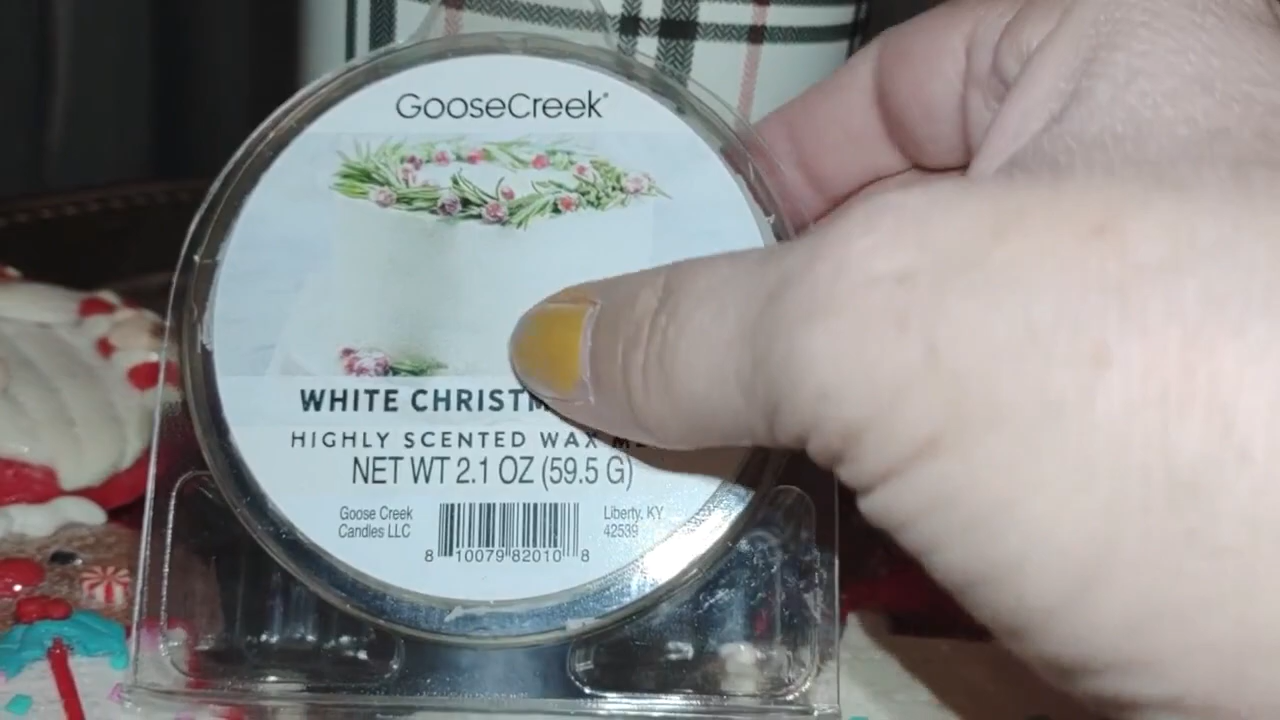 GooseCreek®
WHITE CHRISTM
HIGHLY SCENTED WAX
NET WT 2.1 OZ (59.5 G)
Goose Creek
Candles LLC
Liberty, KY
42539
8 10079 82010 8